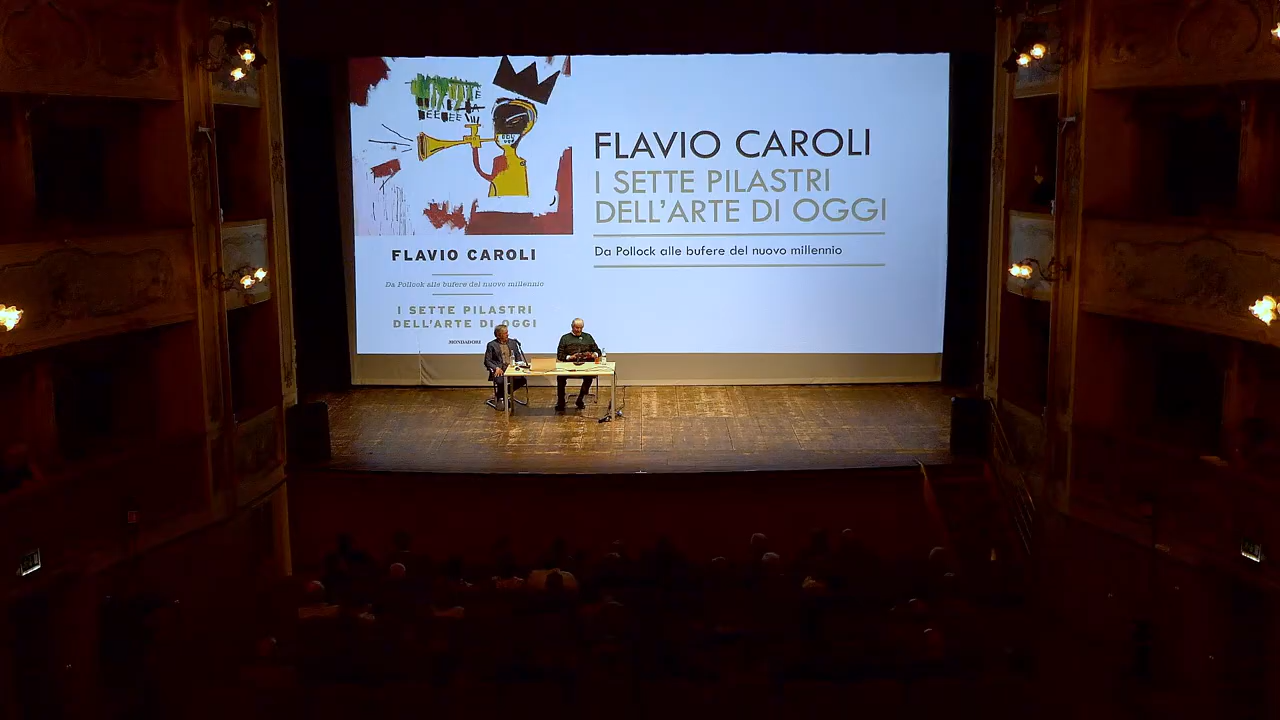 FLAVIO CAROLI
I SETTE PILASTRI
DELL'ARTE DI OGGI
Da Pollock alle bufere del nuovo millennio
FLAVIO CAROLI
Da Pollock alle bufere del nuovo millennio
I SETTE PILASTRI
DELL'ARTE DI OGGI
MONDADORI